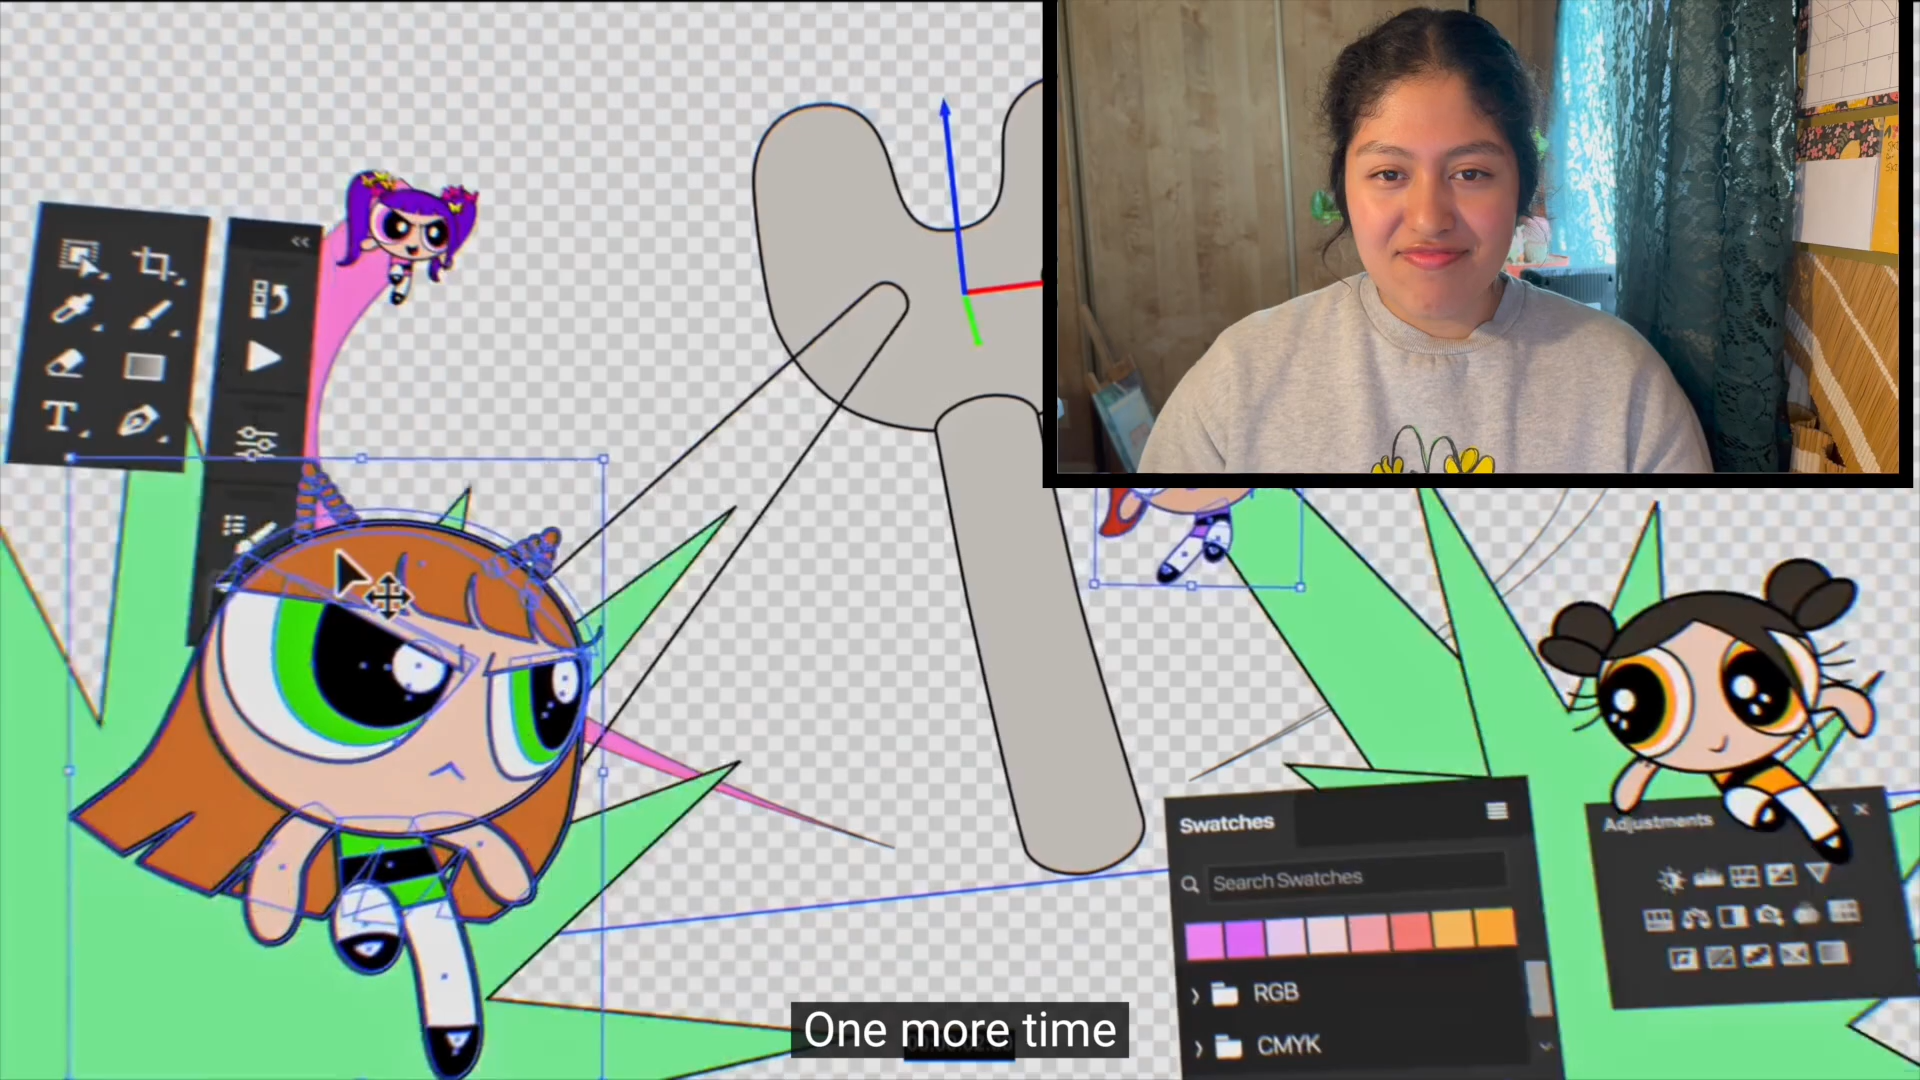 <<
T
Swatches
Search Swatches
RGB
CMYK
Adjustments
One more time